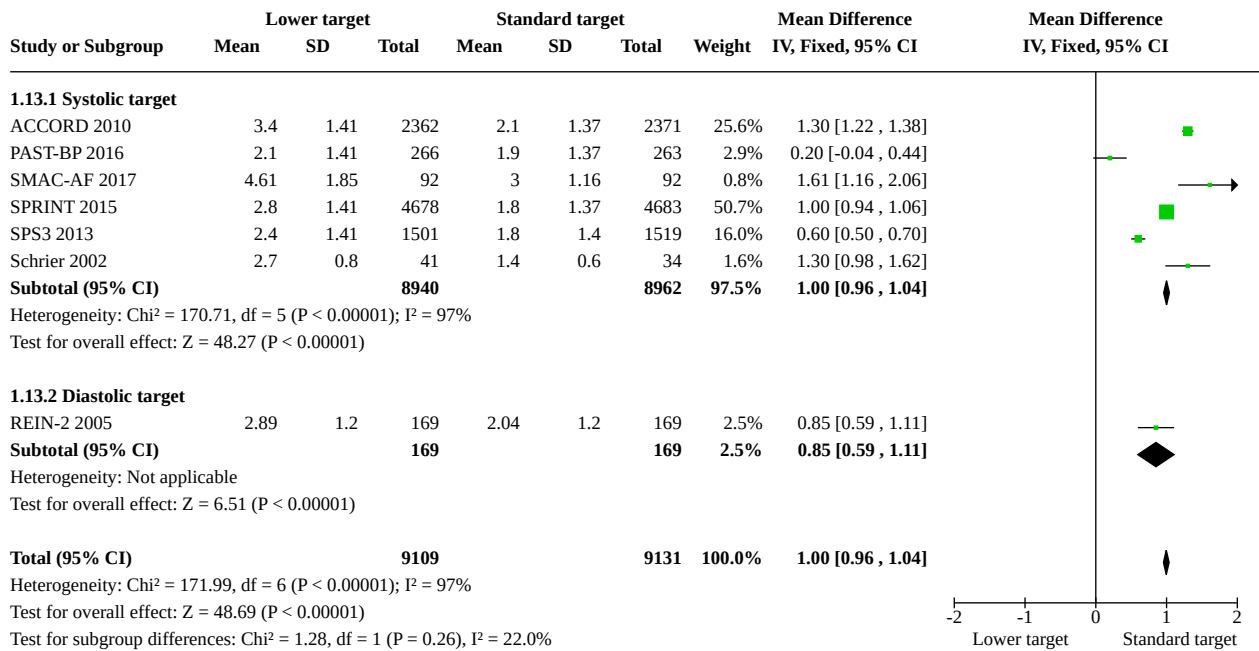 Lower target Standard target Mean Difference Mean Difference
Study or Subgroup Mean SD Total Mean SD Total Weight IV, Fixed, 95% CI IV, Fixed, 95% CI
1.13.1 Systolic target
ACCORD 2010 3.4 1.41 2362 2.1 1.37 2371 25.6% 1.30 [1.22 , 1.38]
PAST-BP 2016 2.1 1.41 266 1.9 1.37 263 2.9% 0.20 [-0.04 , 0.44]
SMAC-AF 2017 4.61 1.85 92 3 1.16 92 0.8% 1.61 [1.16 , 2.06]
SPRINT 2015 2.8 1.41 4678 1.8 1.37 4683 50.7% 1.00 [0.94 , 1.06]
SPS3 2013 2.4 1.41 1501 1.8 1.4 1519 16.0% 0.60 [0.50 , 0.70]
Schrier 2002 2.7 0.8 41 1.4 0.6 34 1.6% 1.30 [0.98 , 1.62]
Subtotal (95% CI) 8940 8962 97.5% 1.00 [0.96 , 1.04]
Heterogeneity: Chi² = 170.71, df = 5 (P < 0.00001); I² = 97%
Test for overall effect: Z = 48.27 (P < 0.00001)
1.13.2 Diastolic target
REIN-2 2005 2.89 1.2 169 2.04 1.2 169 2.5% 0.85 [0.59 , 1.11]
Subtotal (95% CI) 169 169 2.5% 0.85 [0.59 , 1.11]
Heterogeneity: Not applicable
Test for overall effect: Z = 6.51 (P < 0.00001)
Total (95% CI) 9109 9131 100.0% 1.00 [0.96 , 1.04]
Heterogeneity: Chi² = 171.99, df = 6 (P < 0.00001); I² = 97%
Test for overall effect: Z = 48.69 (P < 0.00001)
-2 -1 0 1 2
Test for subgroup differences: Chi² = 1.28, df = 1 (P = 0.26), I² = 22.0%
Lower target Standard target